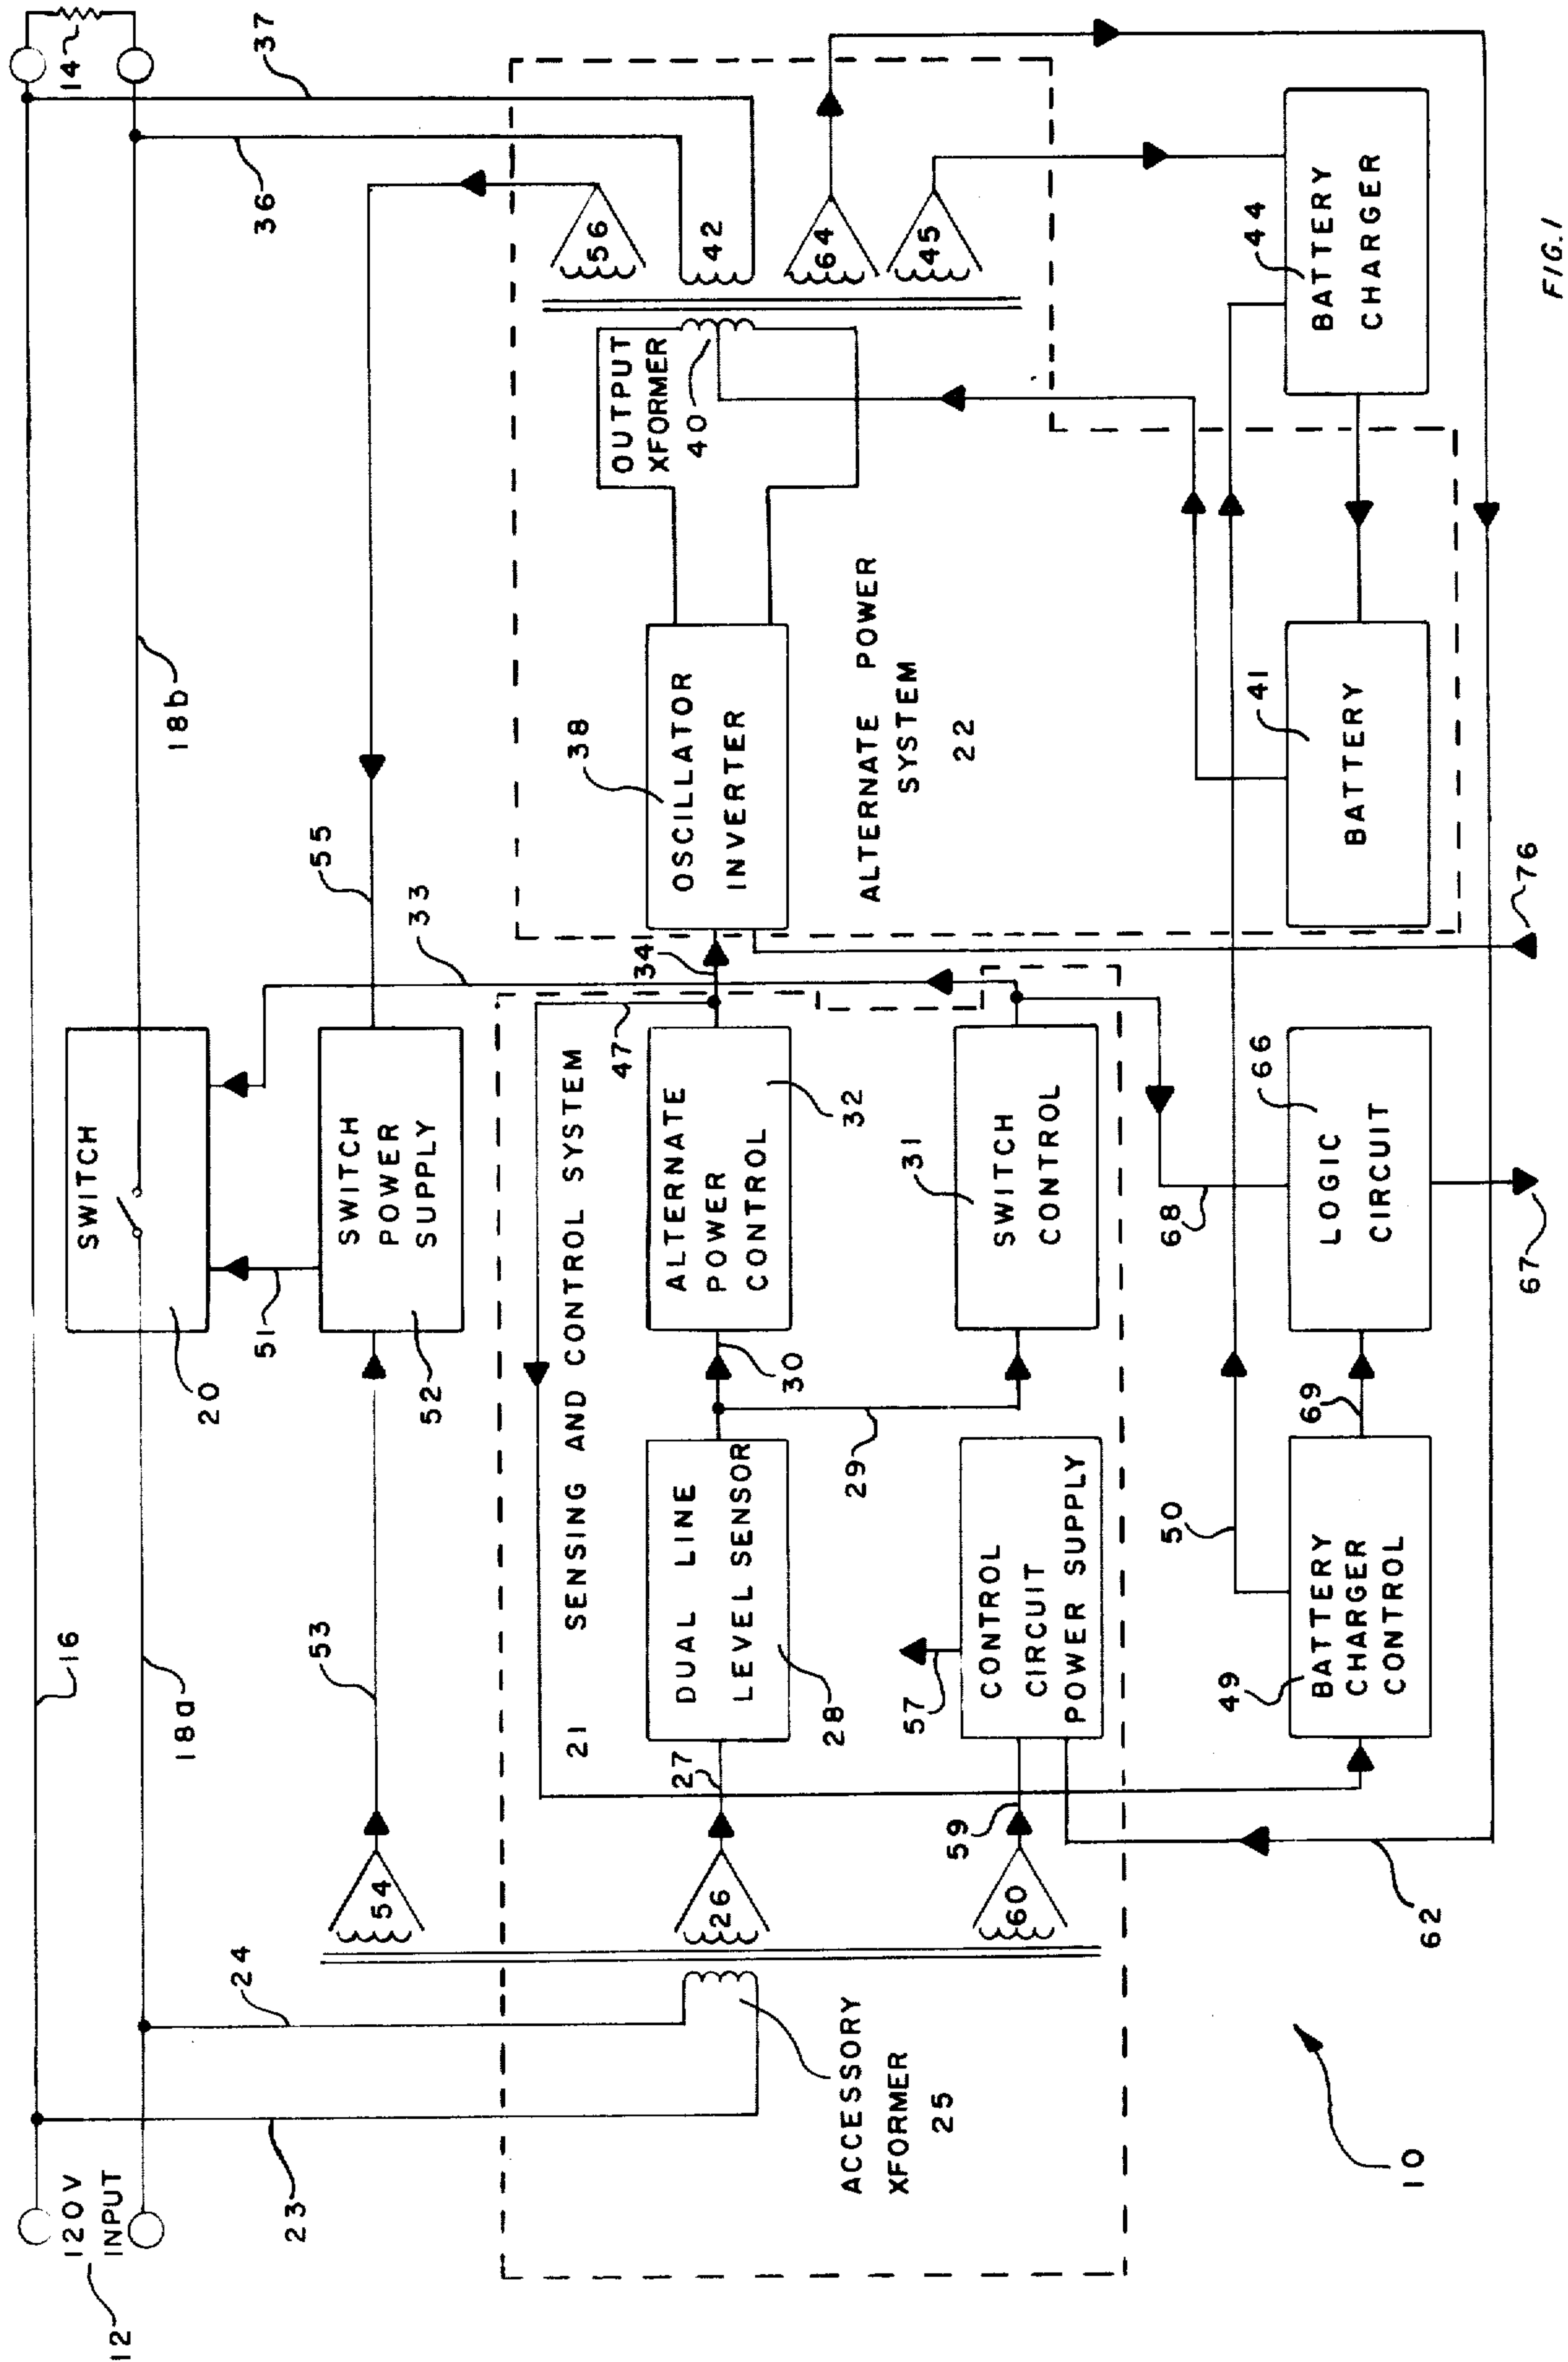 12
120V
INPUT
16
18a
18b
14
37
36
23
24
20
SWITCH
51
53
54
52
SWITCH
POWER
SUPPLY
55
33
56
21 SENSING AND CONTROL SYSTEM
47
34
ACCESSORY
XFORMER
25
26
27
DUAL LINE
LEVEL SENSOR
28
30
29
ALTERNATE
POWER
CONTROL
32
38
OSCILLATOR
INVERTER
OUTPUT
XFORMER
40
42
64
45
ALTERNATE POWER
SYSTEM
22
57
59
60
CONTROL
CIRCUIT
POWER SUPPLY
31
SWITCH
CONTROL
62
50
68
49
BATTERY
CHARGER
CONTROL
69
66
LOGIC
CIRCUIT
67
76
41
BATTERY
44
BATTERY
CHARGER
10
FIG. 1